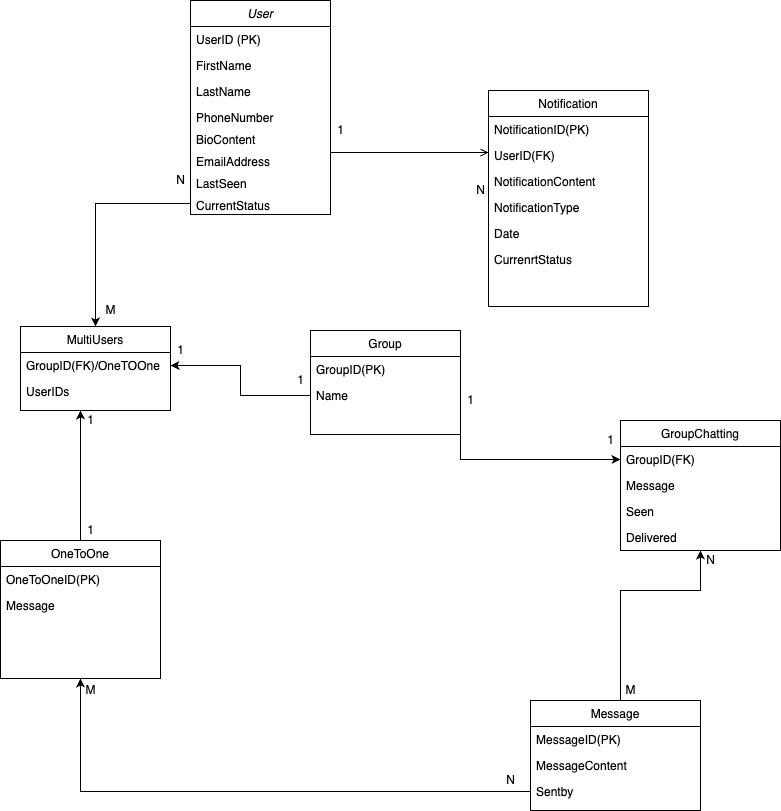 User
UserID (PK)
FirstName
LastName
PhoneNumber
BioContent
EmailAddress
LastSeen
CurrentStatus
1
N
N
M
Notification
NotificationID(PK)
UserID(FK)
NotificationContent
NotificationType
Date
CurrenrtStatus
MultiUsers
GroupID(FK)/OneTOOne
UserIDs
1
1
1
1
Group
GroupID(PK)
Name
1
1
GroupChatting
GroupID(FK)
Message
Seen
Delivered
N
M
OneToOne
OneToOneID(PK)
Message
M
N
Message
MessageID(PK)
MessageContent
Sentby